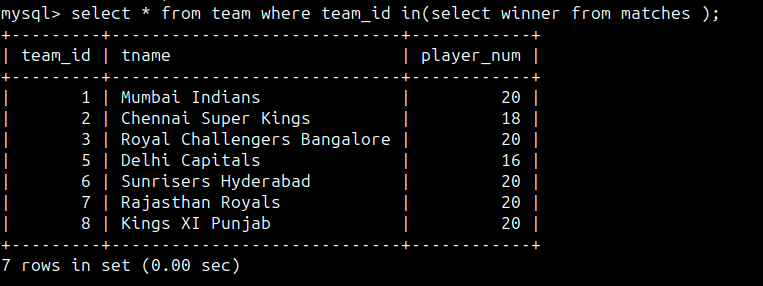 mysql> select * from team where team_id in(select winner from matches );
+---------+-----------------------------+------------+
| team_id | tname                       | player_num |
+---------+-----------------------------+------------+
|       1 | Mumbai Indians              |         20 |
|       2 | Chennai Super Kings         |         18 |
|       3 | Royal Challengers Bangalore |         20 |
|       5 | Delhi Capitals              |         16 |
|       6 | Sunrisers Hyderabad         |         20 |
|       7 | Rajasthan Royals            |         20 |
|       8 | Kings XI Punjab             |         20 |
+---------+-----------------------------+------------+
7 rows in set (0.00 sec)